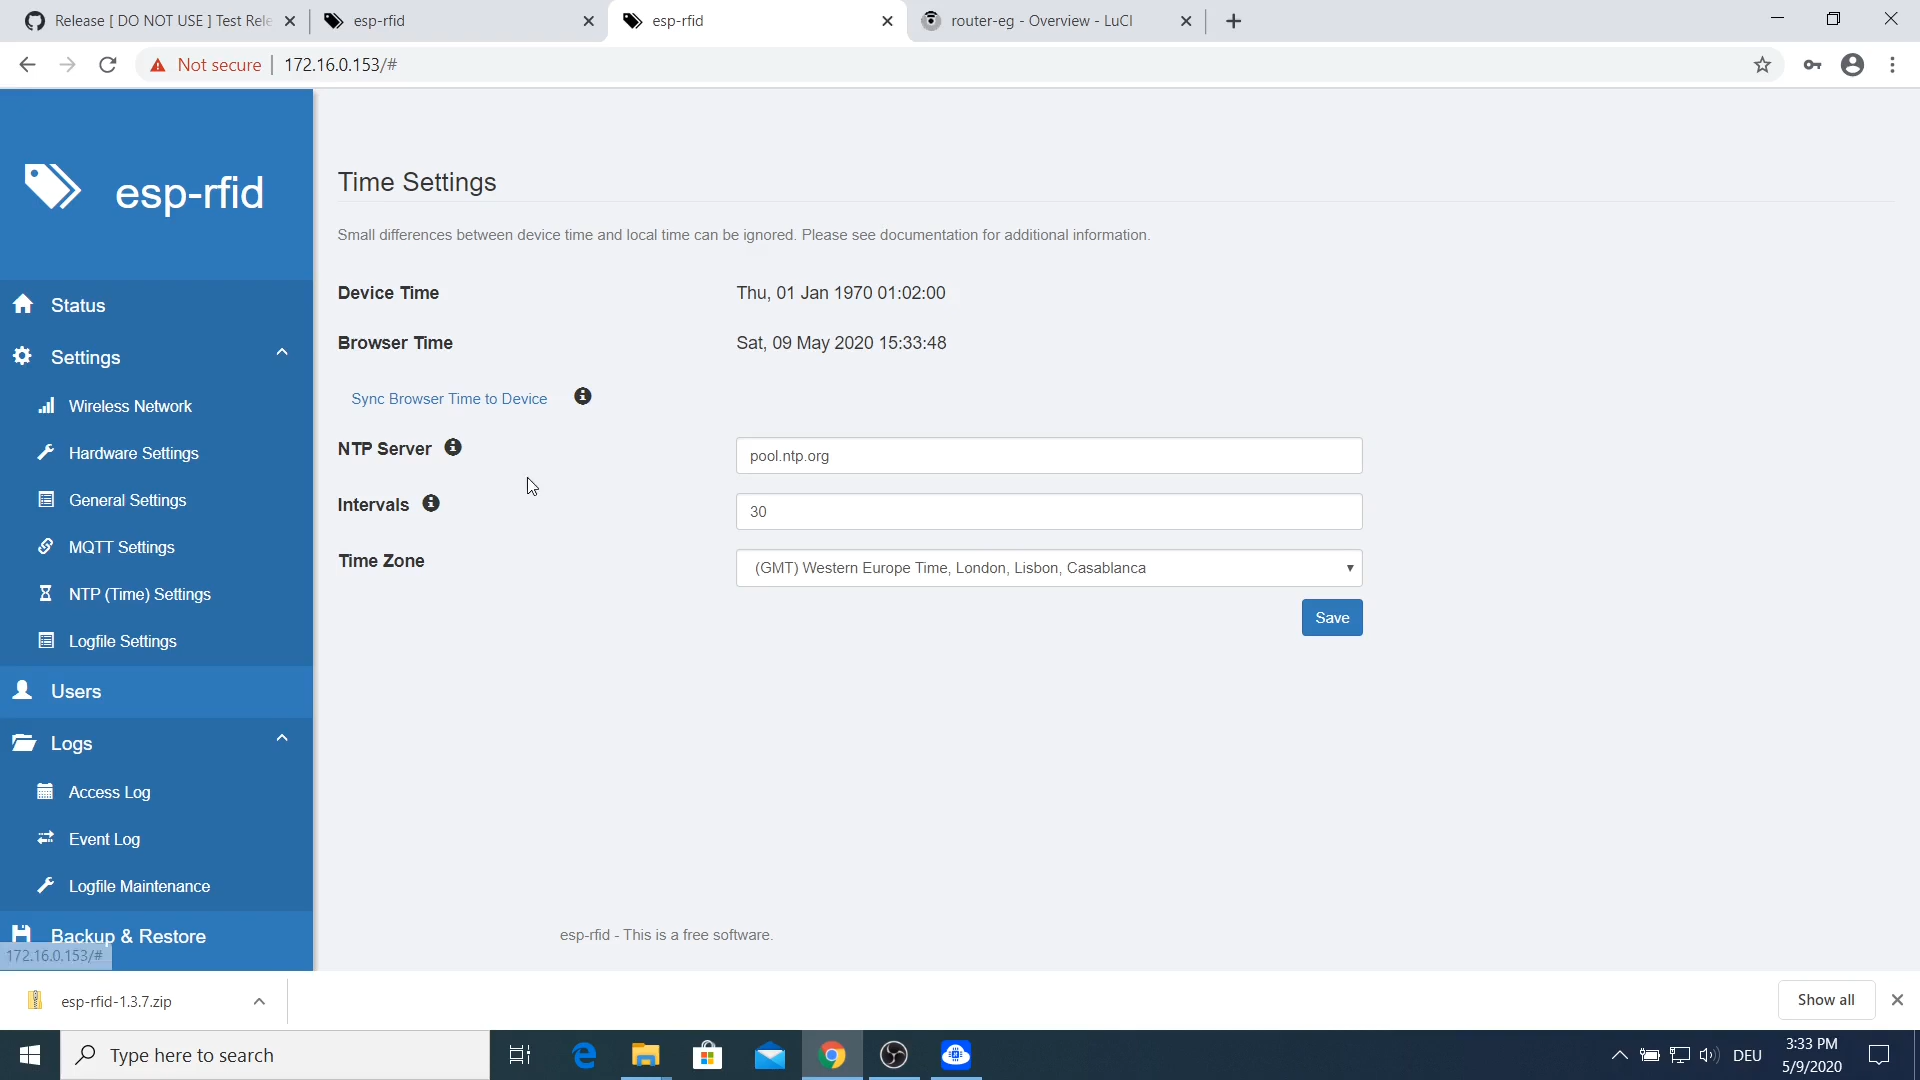 Release [ DO NOT USE ] Test Rele
esp-rfid
esp-rfid
router-eg - Overview - LuCI
Not secure
172.16.0.153/#
esp-rfid
Status
Settings
Wireless Network
Hardware Settings
General Settings
MQTT Settings
NTP (Time) Settings
Logfile Settings
Users
Logs
Access Log
Event Log
Logfile Maintenance
Backup & Restore
172.16.0.153/#
Time Settings
Small differences between device time and local time can be ignored. Please see documentation for additional information.
Device Time Thu, 01 Jan 1970 01:02:00
Browser Time Sat, 09 May 2020 15:33:48
Sync Browser Time to Device
NTP Server pool.ntp.org
Intervals 30
Time Zone (GMT) Western Europe Time, London, Lisbon, Casablanca
Save
esp-rfid - This is a free software.
esp-rfid-1.3.7.zip
Show all
Type here to search
DEU
3:33 PM
5/9/2020